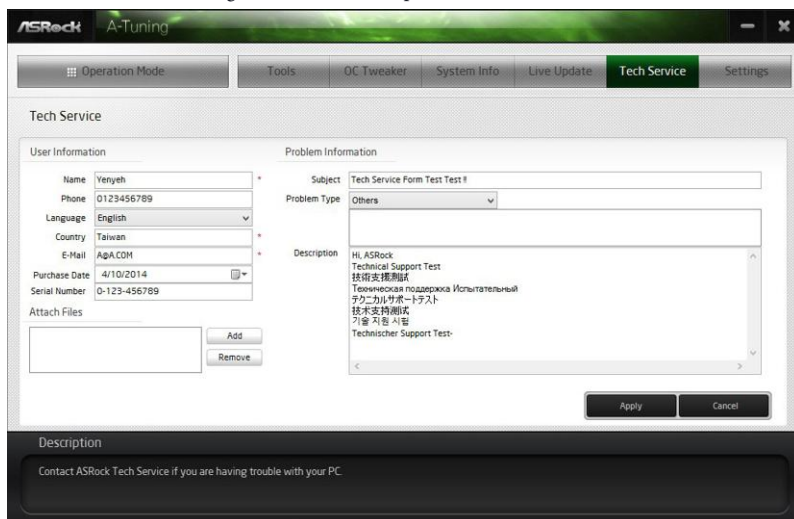 ASRock A-Tuning
Operation Mode Tools OC Tweaker System Info Live Update Tech Service Settings
Tech Service
User Information
Name Yenyeh *
Phone 0123456789
Language English
Country Taiwan *
E-Mail A@A.COM *
Purchase Date 4/10/2014
Serial Number 0-123-456789
Attach Files
Add
Remove
Problem Information
Subject Tech Service Form Test Test !!
Problem Type Others
Description Hi, ASRock
Technical Support Test
技術支援測試
Техническая поддержка Испытательный
テクニカルサポートテスト
技术支持测试
기술 지원 시험
Technischer Support Test-
Apply Cancel
Description
Contact ASRock Tech Service if you are having trouble with your PC.